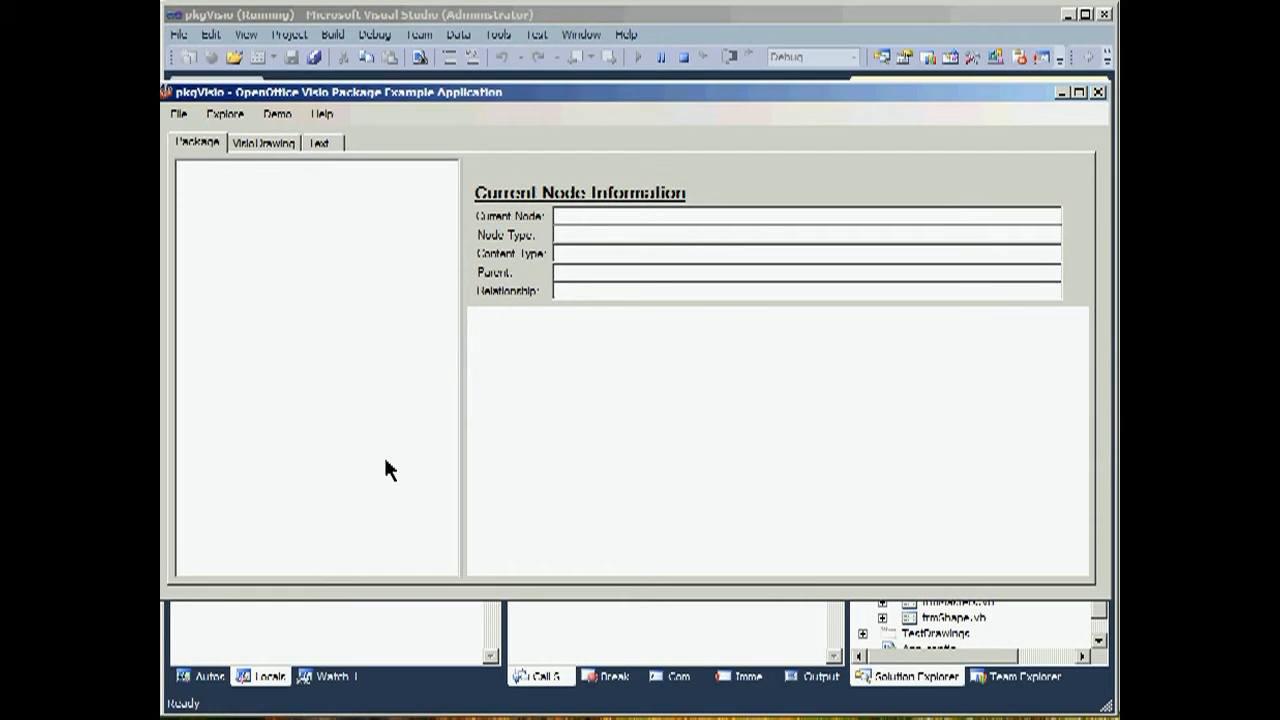 pkgVisio (Running) - Microsoft Visual Studio (Administrator)
File Edit View Project Build Debug Team Data Tools Test Window Help
Debug
pkgVisio - OpenOffice Visio Package Example Application
File Explore Demo Help
Package VisioDrawing Text
Current Node Information
Current Node:
Node Type:
Content Type:
Parent:
Relationship:
frmShape.vb
TestDrawings
Autos Locals Watch 1 Call S Break Com Imme Output Solution Explorer Team Explorer
Ready